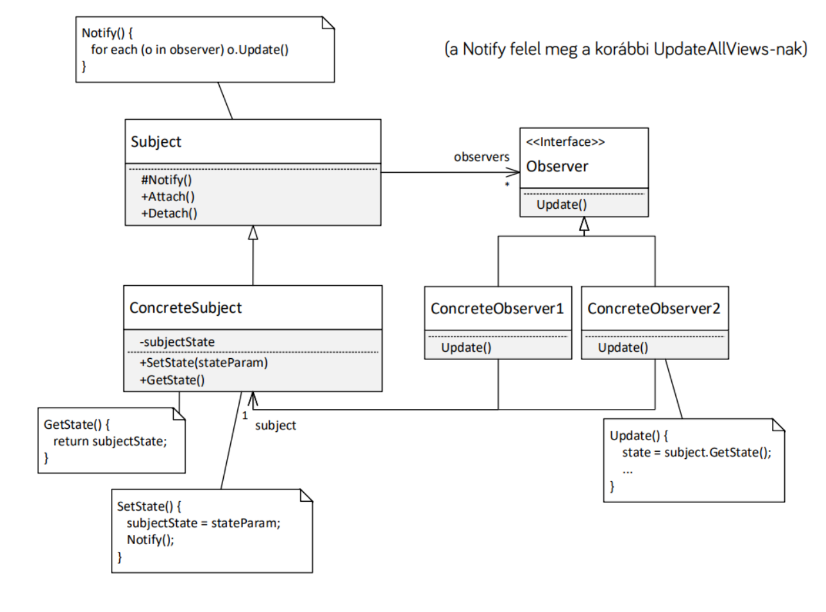 Notify() {
for each (o in observer) o.Update()
}
(a Notify felel meg a korábbi UpdateAllViews-nak)
Subject
#Notify()
+Attach()
+Detach()
observers
*
<<Interface>>
Observer
Update()
ConcreteSubject
-subjectState
+SetState(stateParam)
+GetState()
ConcreteObserver1
Update()
ConcreteObserver2
Update()
1
subject
GetState() {
return subjectState;
}
SetState() {
subjectState = stateParam;
Notify();
}
Update() {
state = subject.GetState();
...
}